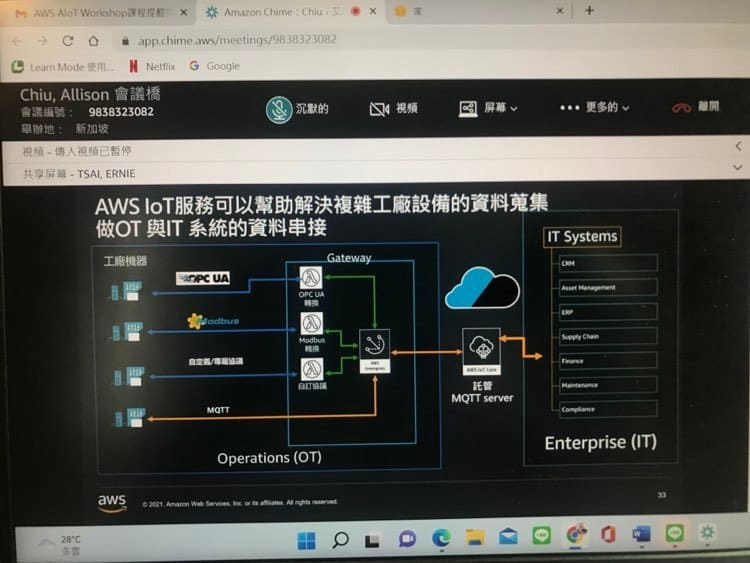 AWS AIoT Workshop課程提醒
Amazon Chime : Chiu, 艾
家
app.chime.aws/meetings/9838323082
Learn Mode 使用...
Netflix
Google
Chiu, Allison 會議橋
會議編號： 9838323082
舉辦地： 新加坡
沉默的
視頻
屏幕
更多的
離開
視頻 - 傳入視頻已暫停
共享屏幕 - TSAI, ERNIE
AWS IoT服務可以幫助解決複雜工廠設備的資料蒐集
做OT 與IT 系統的資料串接
工廠機器
Gateway
IT Systems
OPC UA
OPC UA
轉換
Modbus
Modbus
轉換
自定義/專屬協議
自訂協議
MQTT
AWS
Greengrass
AWS IoT Core
託管
MQTT server
CRM
Asset Management
ERP
Supply Chain
Finance
Maintenance
Compliance
Operations (OT)
Enterprise (IT)
aws
© 2021, Amazon Web Services, Inc. or its affiliates. All rights reserved.
33
28°C
多雲